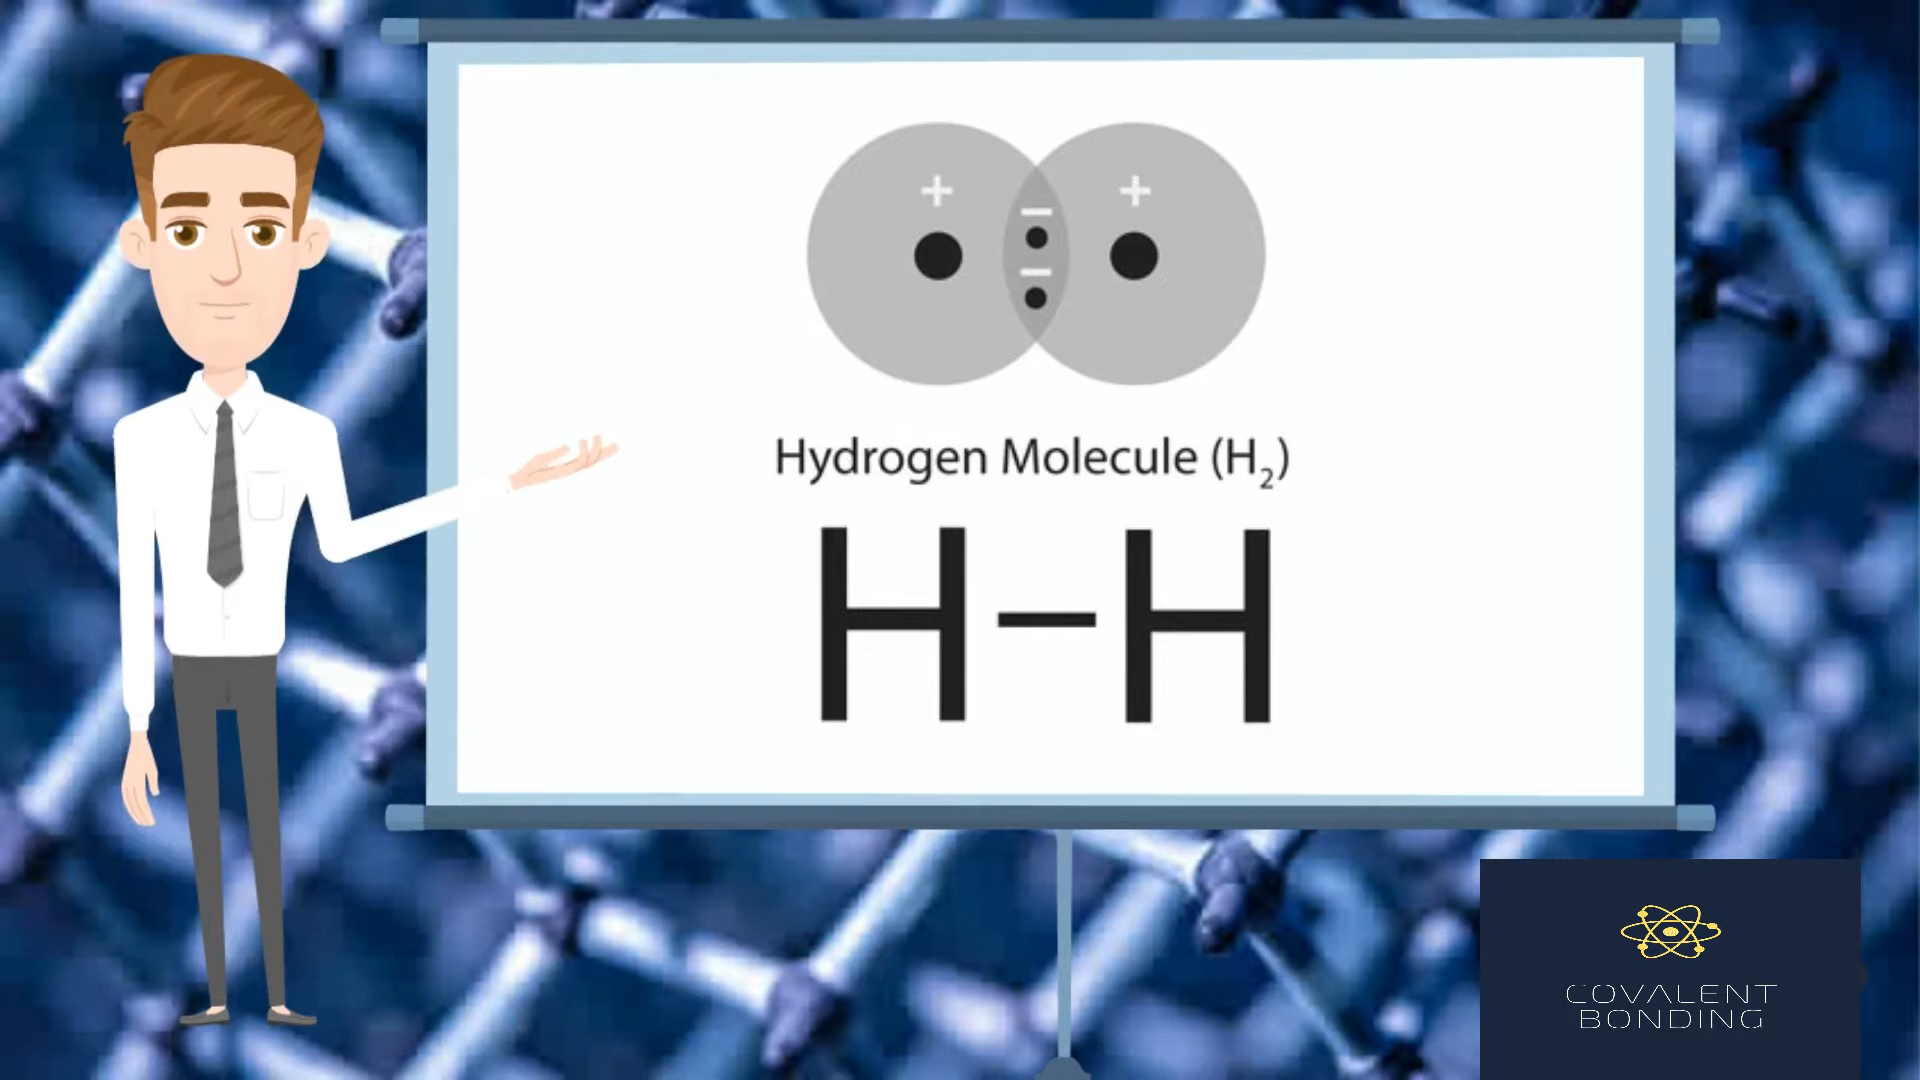 + +
–
–
Hydrogen Molecule (H₂)
H–H
COVALENT
BONDING